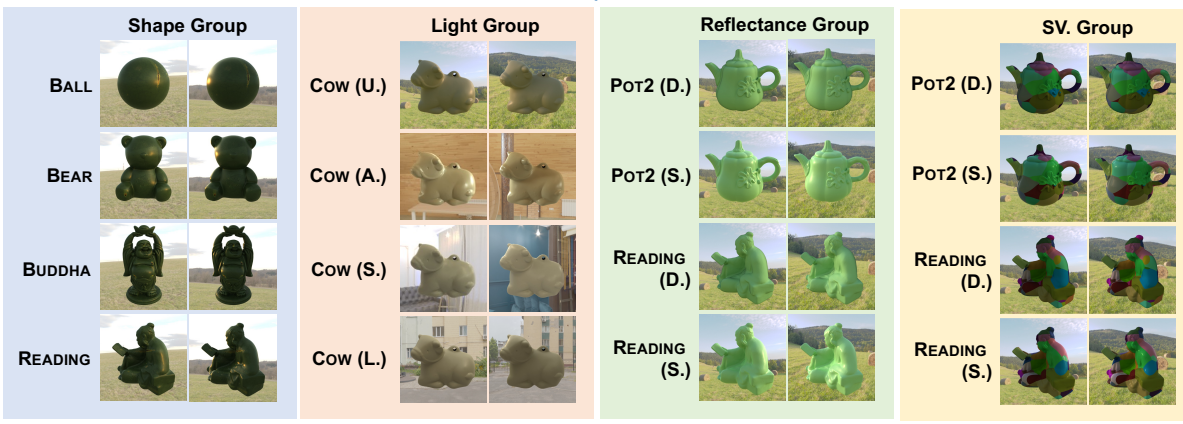 Shape Group
BALL
BEAR
BUDDHA
READING
Light Group
COW (U.)
COW (A.)
COW (S.)
COW (L.)
Reflectance Group
POT2 (D.)
POT2 (S.)
READING
(D.)
READING
(S.)
SV. Group
POT2 (D.)
POT2 (S.)
READING
(D.)
READING
(S.)